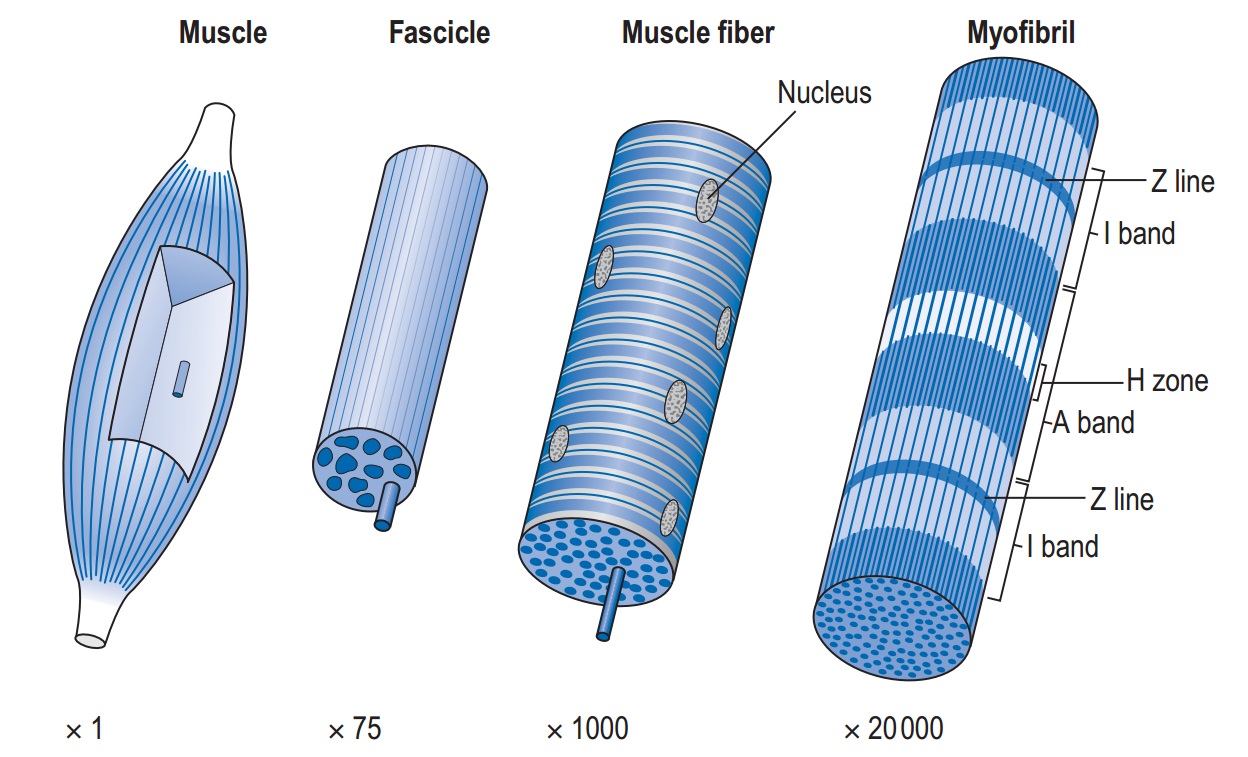 Muscle
Fascicle
Muscle fiber
Myofibril
Nucleus
Z line
I band
H zone
A band
Z line
I band
× 1
× 75
× 1000
× 20 000